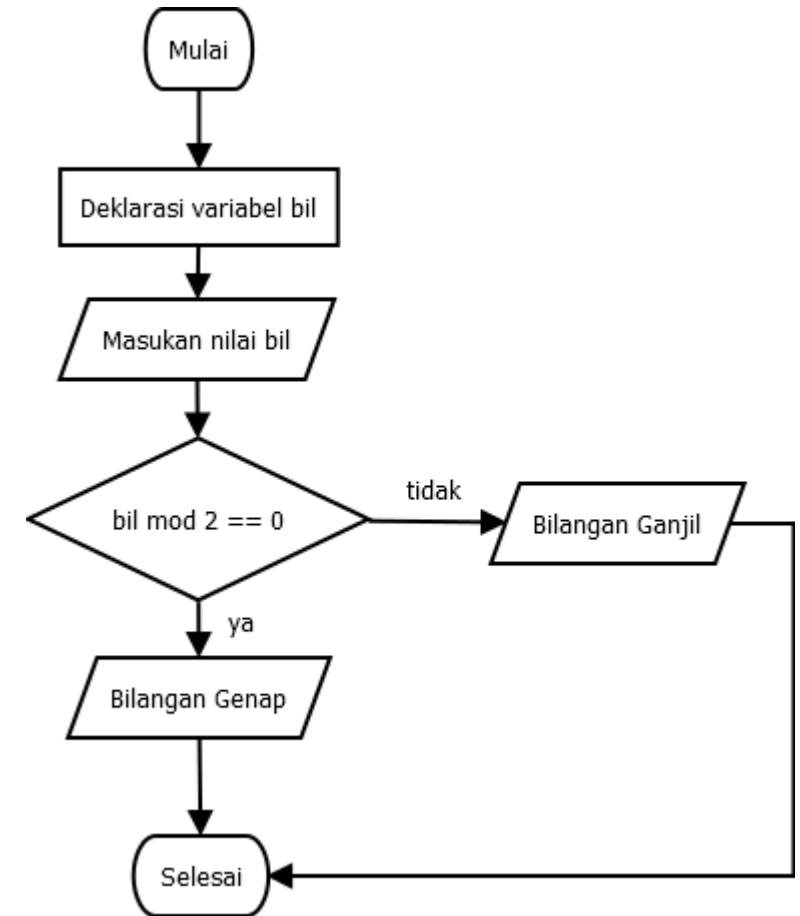 Mulai
Deklarasi variabel bil
Masukan nilai bil
bil mod 2 == 0
tidak
Bilangan Ganjil
ya
Bilangan Genap
Selesai